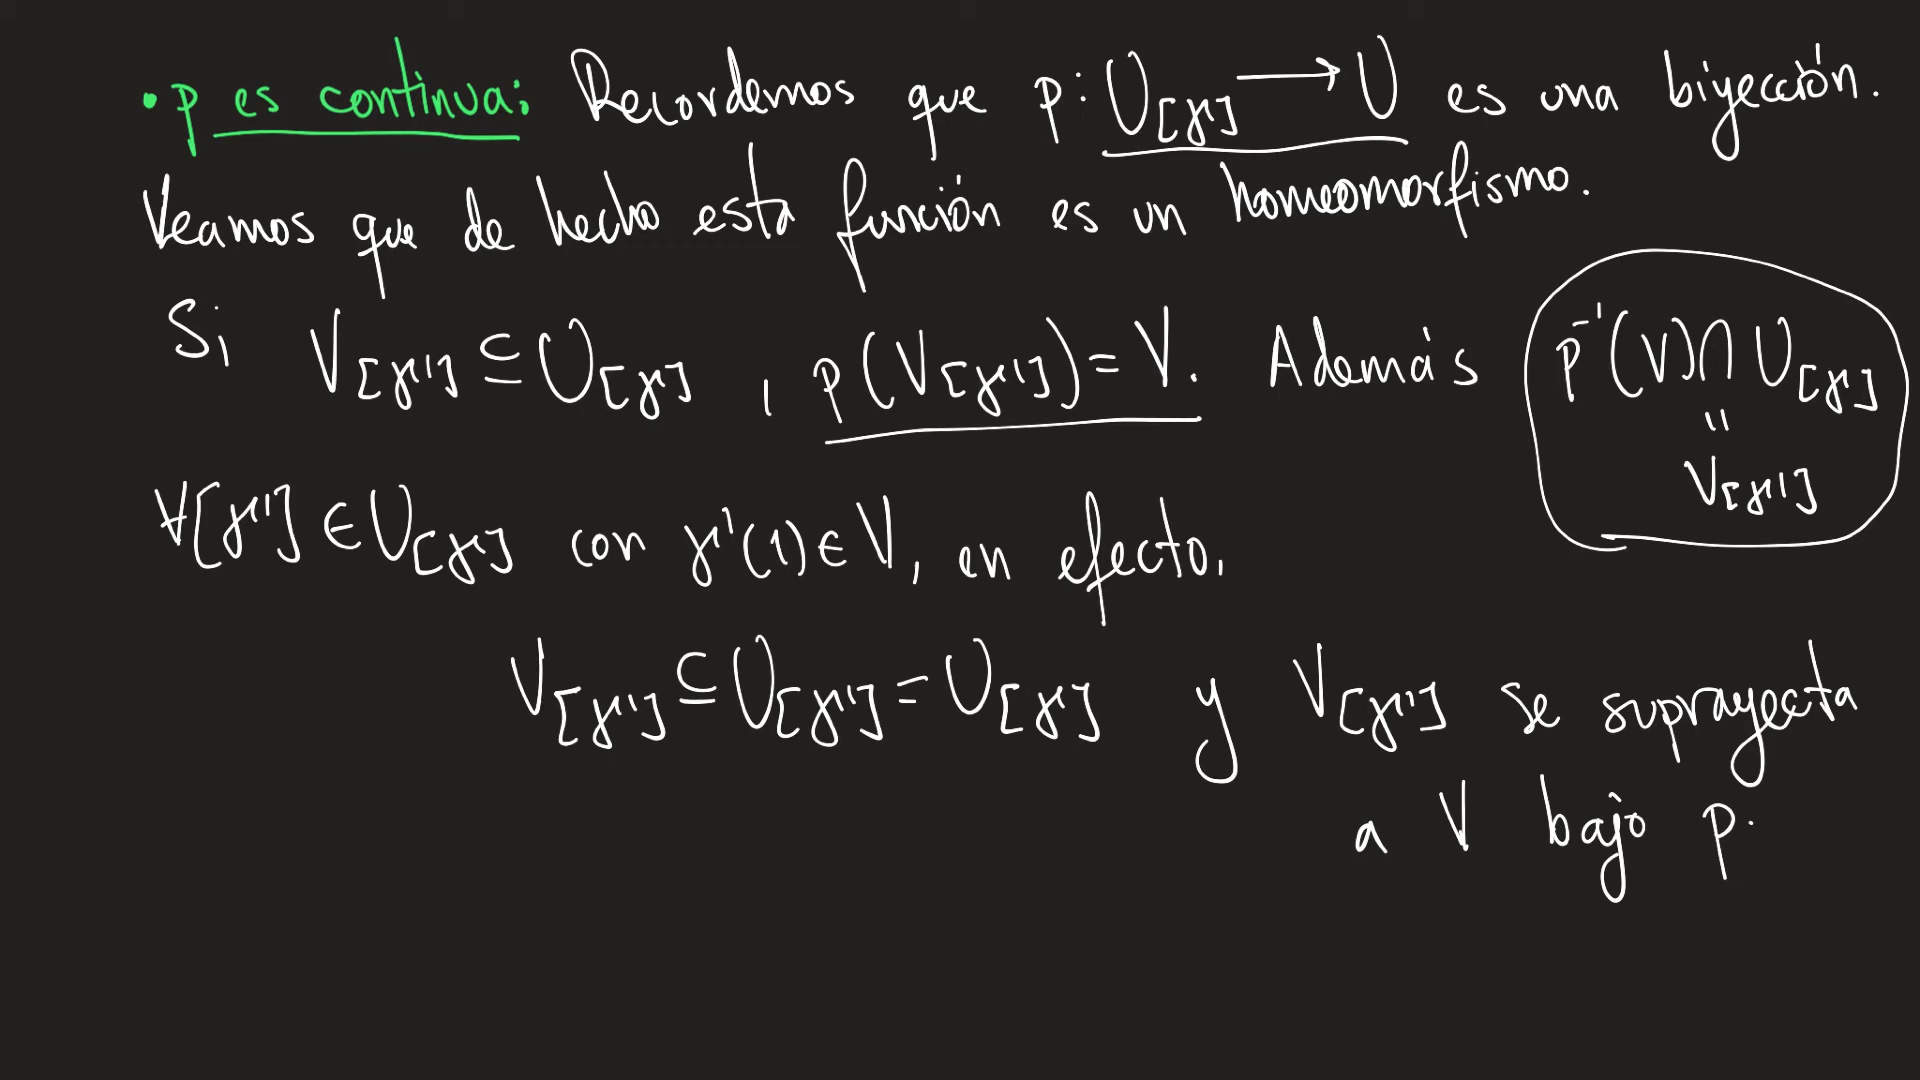 • p es continua: Recordemos que p: U[γ] → U es una biyección.
Veamos que de hecho esta función es un homeomorfismo.
Si V[γ'] ⊆ U[γ], p(V[γ']) = V. Además p⁻¹(V) ∩ U[γ]
"
V[γ']
∀[γ'] ∈ U[γ] con γ'(1) ∈ V, en efecto,
V[γ'] ⊆ U[γ'] = U[γ] y V[γ'] se suprayecta
a V bajo p.